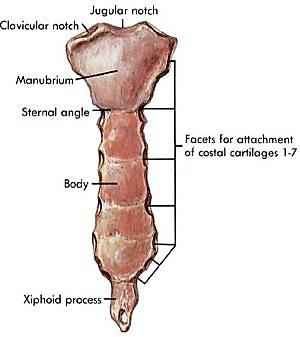 Jugular notch
Clavicular notch
Manubrium
Sternal angle
Facets for attachment
of costal cartilages 1-7
Body
Xiphoid process